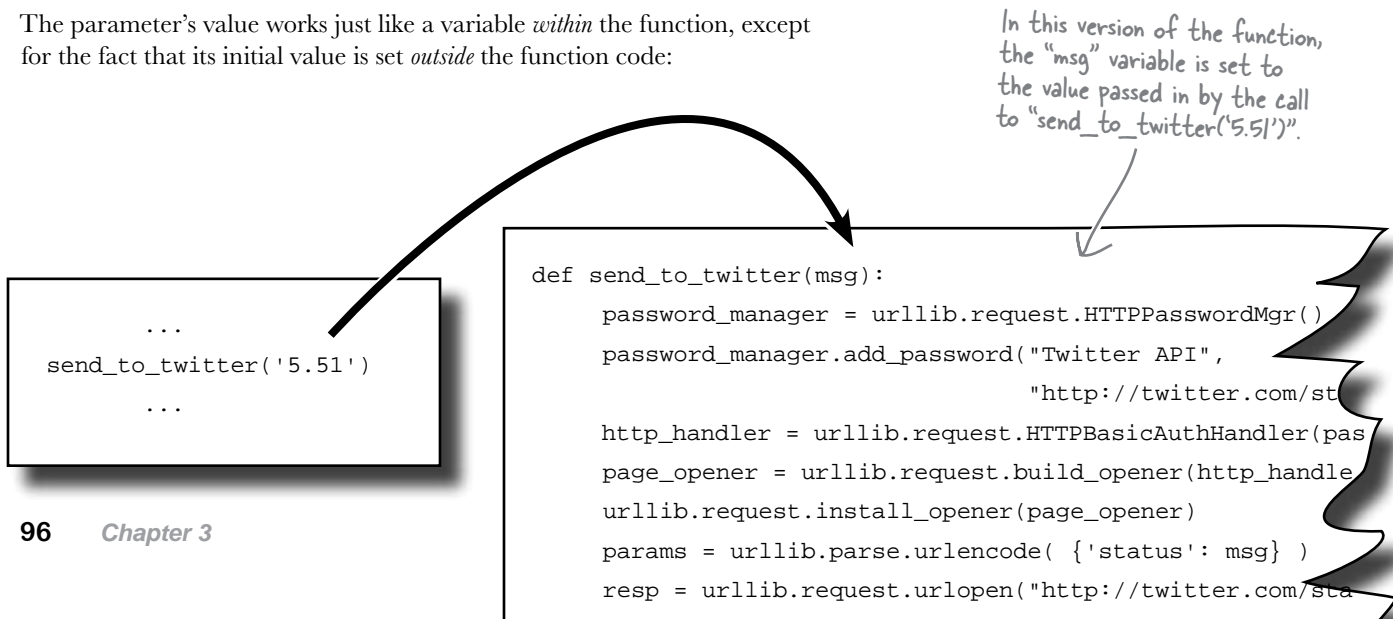 The parameter's value works just like a variable within the function, except
for the fact that its initial value is set outside the function code:
In this version of the function,
the "msg" variable is set to
the value passed in by the call
to "send_to_twitter('5.51')".
...
send_to_twitter('5.51')
...
def send_to_twitter(msg):
password_manager = urllib.request.HTTPPasswordMgr()
password_manager.add_password("Twitter API",
"http://twitter.com/st
http_handler = urllib.request.HTTPBasicAuthHandler(pas
page_opener = urllib.request.build_opener(http_handle
urllib.request.install_opener(page_opener)
params = urllib.parse.urlencode( {'status': msg} )
resp = urllib.request.urlopen("http://twitter.com/sta
96 Chapter 3